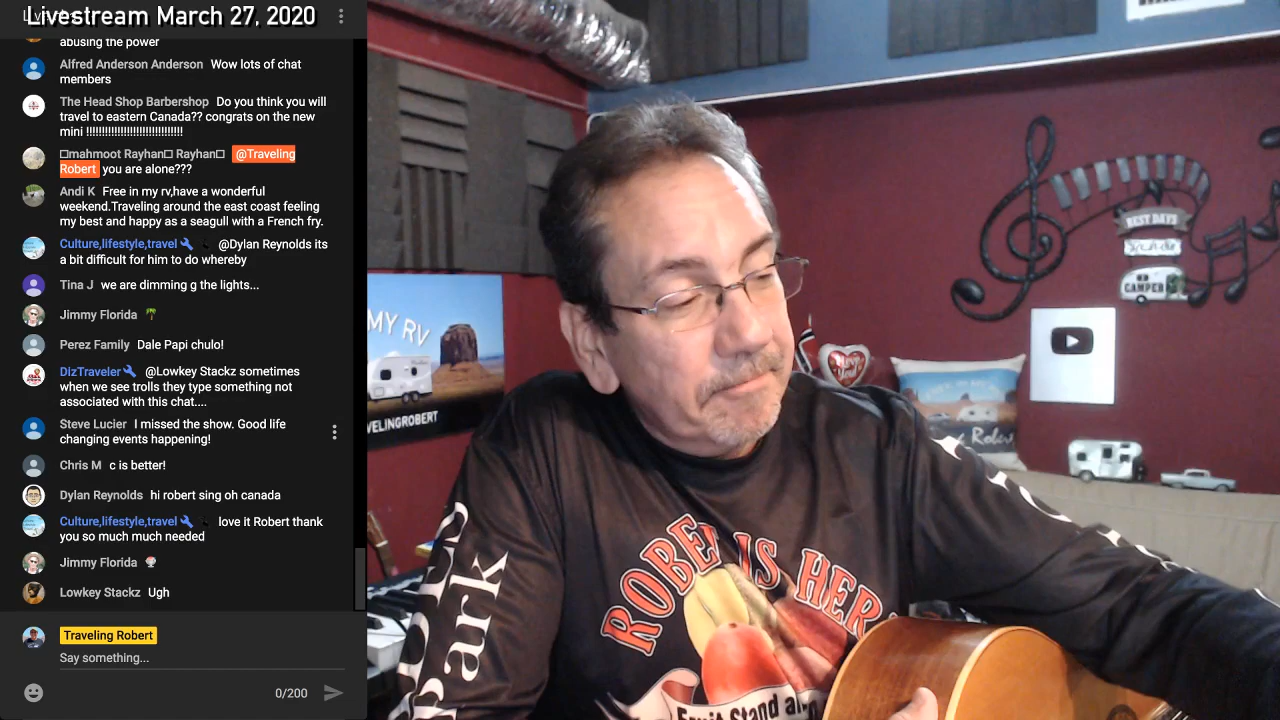 Livestream March 27, 2020
abusing the power
Alfred Anderson Anderson Wow lots of chat
members
The Head Shop Barbershop Do you think you will
travel to eastern Canada?? congrats on the new
mini !!!!!!!!!!!!!!!!!!!!!!!!!!!!!!
□mahmoot Rayhan□ Rayhan□ @Traveling
Robert you are alone???
Andi K Free in my rv,have a wonderful
weekend.Traveling around the east coast feeling
my best and happy as a seagull with a French fry.
Culture,lifestyle,travel @Dylan Reynolds its
a bit difficult for him to do whereby
Tina J we are dimming g the lights...
Jimmy Florida 🌴
Perez Family Dale Papi chulo!
DizTraveler @Lowkey Stackz sometimes
when we see trolls they type something not
associated with this chat....
Steve Lucier I missed the show. Good life
changing events happening!
Chris M c is better!
Dylan Reynolds hi robert sing oh canada
Culture,lifestyle,travel love it Robert thank
you so much much needed
Jimmy Florida
Lowkey Stackz Ugh
Traveling Robert
Say something...
0/200
MY RV
VELINGROBERT
BEST DAYS
CAMPER
You!
Robe
ROBERT IS HER
Fruit Stand an
Park